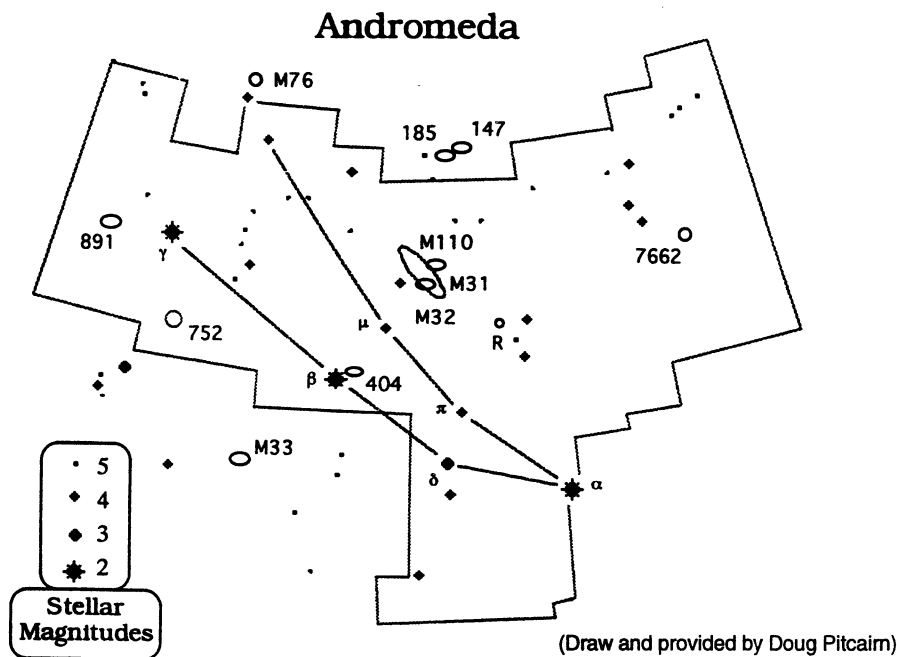 Andromeda
M76
185
147
891
γ
M110
M31
M32
7662
752
μ
R
β
404
π
M33
δ
α
5
4
3
2
Stellar
Magnitudes
(Draw and provided by Doug Pitcairn)